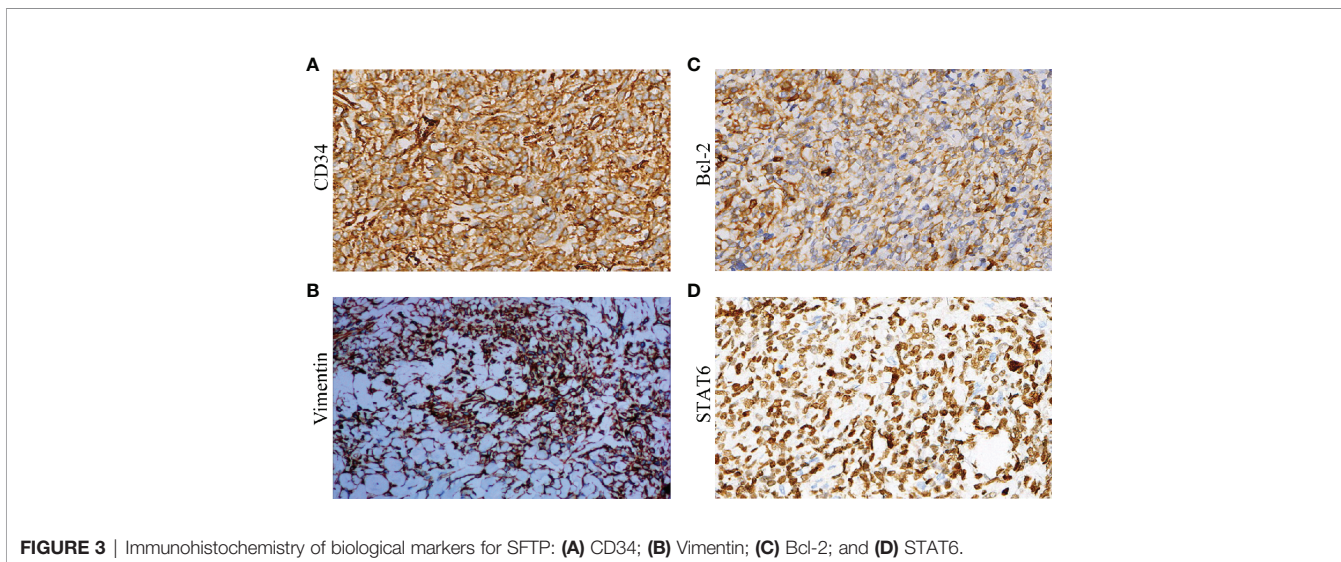 A
CD34
C
Bcl-2
B
Vimentin
D
STAT6
FIGURE 3 | Immunohistochemistry of biological markers for SFTP: (A) CD34; (B) Vimentin; (C) Bcl-2; and (D) STAT6.